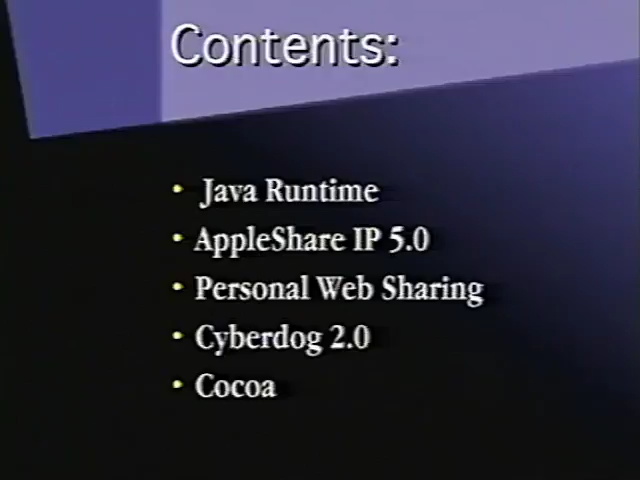 Contents:
• Java Runtime
• AppleShare IP 5.0
• Personal Web Sharing
• Cyberdog 2.0
• Cocoa